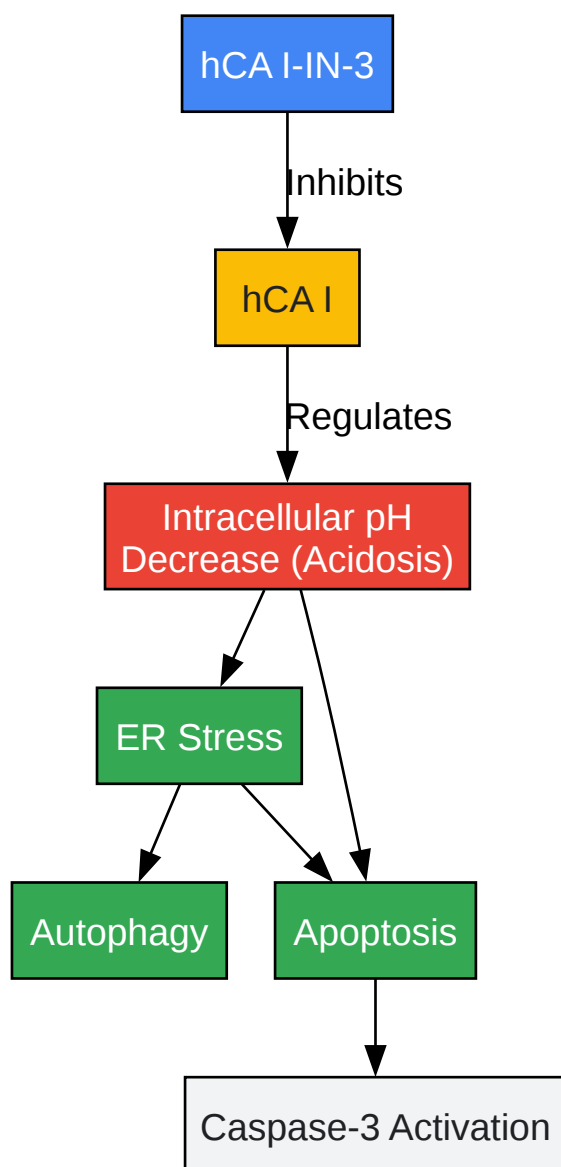 hCA I-IN-3
Inhibits
hCA I
Regulates
Intracellular pH
Decrease (Acidosis)
ER Stress
Autophagy
Apoptosis
Caspase-3 Activation